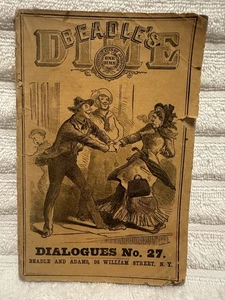 BEADLE'S
DIME
DIALOGUES No. 27.
BEADLE AND ADAMS, 98 WILLIAM STREET, N. Y.